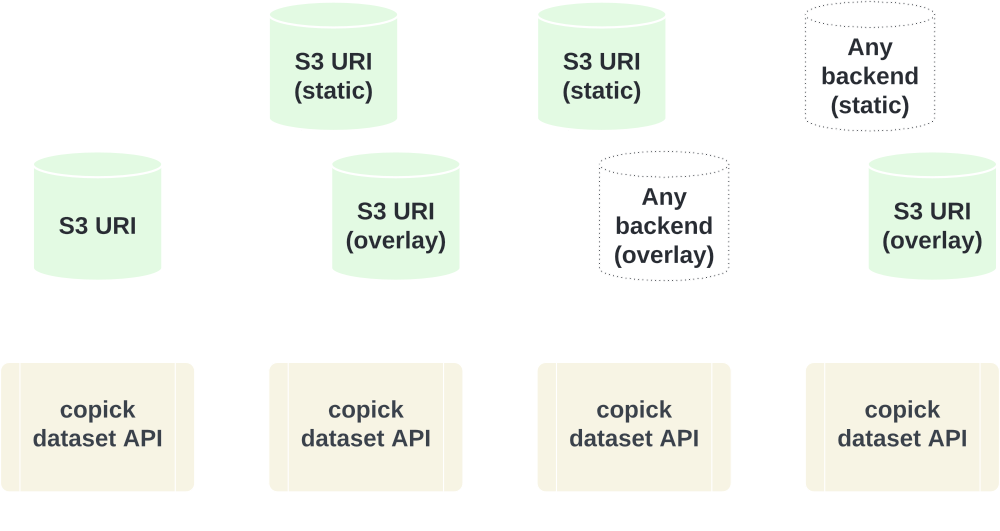 S3 URI
(static)
S3 URI
(static)
Any
backend
(static)
S3 URI
S3 URI
(overlay)
Any
backend
(overlay)
S3 URI
(overlay)
copick
dataset API
copick
dataset API
copick
dataset API
copick
dataset API